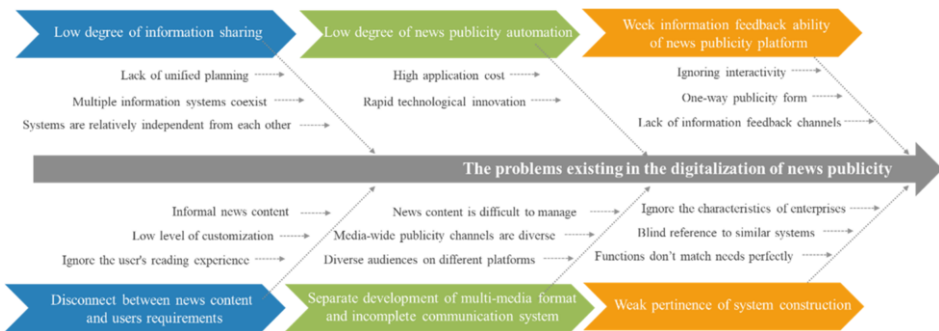 Low degree of information sharing
Low degree of news publicity automation
Week information feedback ability
of news publicity platform
Lack of unified planning
Multiple information systems coexist
Systems are relatively independent from each other
High application cost
Rapid technological innovation
Ignoring interactivity
One-way publicity form
Lack of information feedback channels
The problems existing in the digitalization of news publicity
Informal news content
Low level of customization
Ignore the user's reading experience
News content is difficult to manage
Media-wide publicity channels are diverse
Diverse audiences on different platforms
Ignore the characteristics of enterprises
Blind reference to similar systems
Functions don't match needs perfectly
Disconnect between news content
and users requirements
Separate development of multi-media format
and incomplete communication system
Weak pertinence of system construction